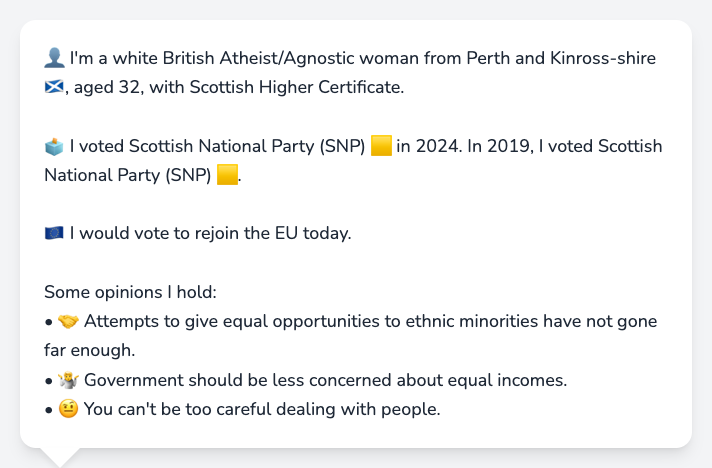 👤 I'm a white British Atheist/Agnostic woman from Perth and Kinross-shire
🏴󠁧󠁢󠁳󠁣󠁴󠁿, aged 32, with Scottish Higher Certificate.
🗳️ I voted Scottish National Party (SNP) 🟨 in 2024. In 2019, I voted Scottish
National Party (SNP) 🟨.
🇪🇺 I would vote to rejoin the EU today.
Some opinions I hold:
• 🤝 Attempts to give equal opportunities to ethnic minorities have not gone
far enough.
• 🤷 Government should be less concerned about equal incomes.
• 🤨 You can't be too careful dealing with people.